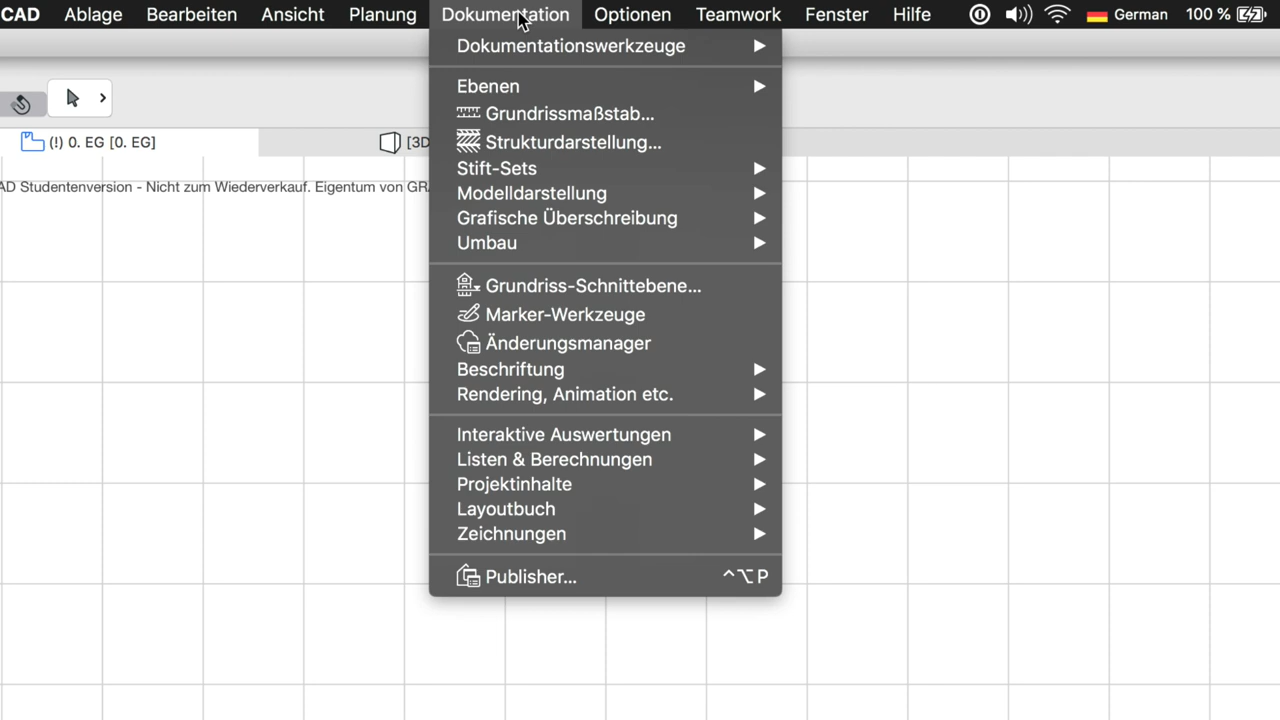 CAD Ablage Bearbeiten Ansicht Planung Dokumentation Optionen Teamwork Fenster Hilfe German 100 %
Dokumentationswerkzeuge
Ebenen
Grundrissmaßstab...
Strukturdarstellung...
Stift-Sets
Modelldarstellung
Grafische Überschreibung
Umbau
Grundriss-Schnittebene...
Marker-Werkzeuge
Änderungsmanager
Beschriftung
Rendering, Animation etc.
Interaktive Auswertungen
Listen & Berechnungen
Projektinhalte
Layoutbuch
Zeichnungen
Publisher... ^⌥P
(!) 0. EG [0. EG] [3D
AD Studentenversion - Nicht zum Wiederverkauf. Eigentum von GRA